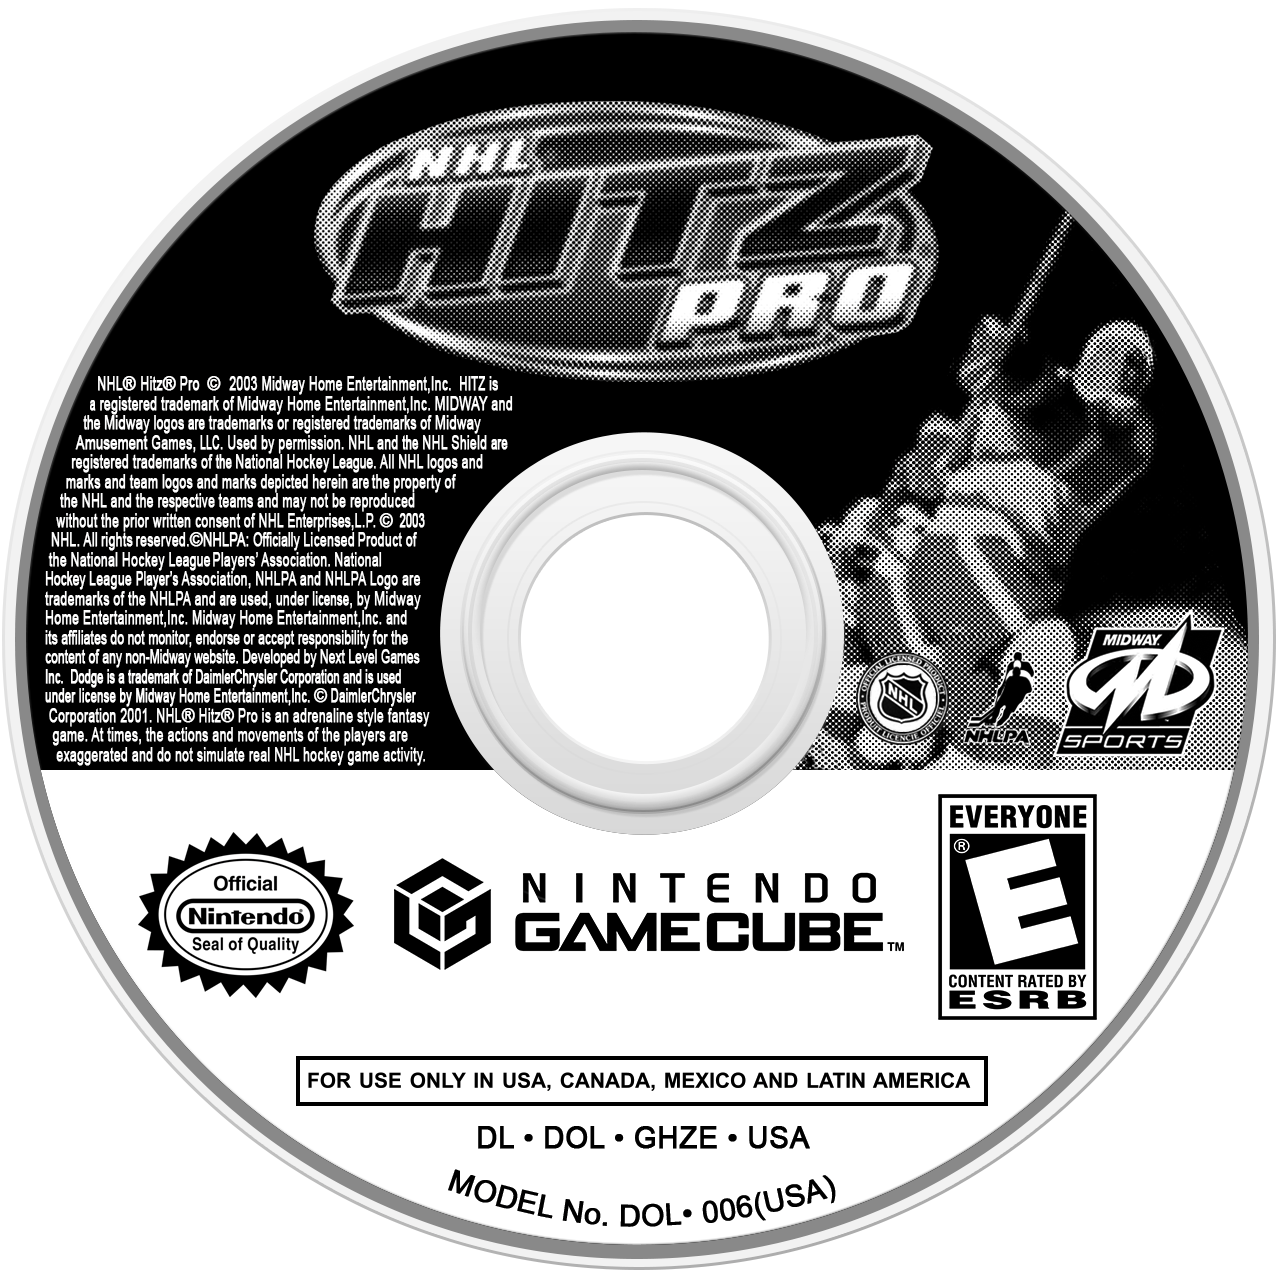 NHL
HITZ
PRO
NHL® Hitz® Pro © 2003 Midway Home Entertainment,Inc. HITZ is
a registered trademark of Midway Home Entertainment,Inc. MIDWAY and
the Midway logos are trademarks or registered trademarks of Midway
Amusement Games, LLC. Used by permission. NHL and the NHL Shield are
registered trademarks of the National Hockey League. All NHL logos and
marks and team logos and marks depicted herein are the property of
the NHL and the respective teams and may not be reproduced
without the prior written consent of NHL Enterprises,L.P. © 2003
NHL. All rights reserved.©NHLPA: Officially Licensed Product of
the National Hockey League Players' Association. National
Hockey League Player's Association, NHLPA and NHLPA Logo are
trademarks of the NHLPA and are used, under license, by Midway
Home Entertainment,Inc. Midway Home Entertainment,Inc. and
its affiliates do not monitor, endorse or accept responsibility for the
content of any non-Midway website. Developed by Next Level Games
Inc. Dodge is a trademark of DaimlerChrysler Corporation and is used
under license by Midway Home Entertainment,Inc. © DaimlerChrysler
Corporation 2001. NHL® Hitz® Pro is an adrenaline style fantasy
game. At times, the actions and movements of the players are
exaggerated and do not simulate real NHL hockey game activity.
NHL
NHLPA
MIDWAY
SPORTS
Official
Nintendo®
Seal of Quality
NINTENDO
GAMECUBE™
EVERYONE
E®
CONTENT RATED BY
ESRB
FOR USE ONLY IN USA, CANADA, MEXICO AND LATIN AMERICA
DL • DOL • GHZE • USA
MODEL No. DOL• 006(USA)